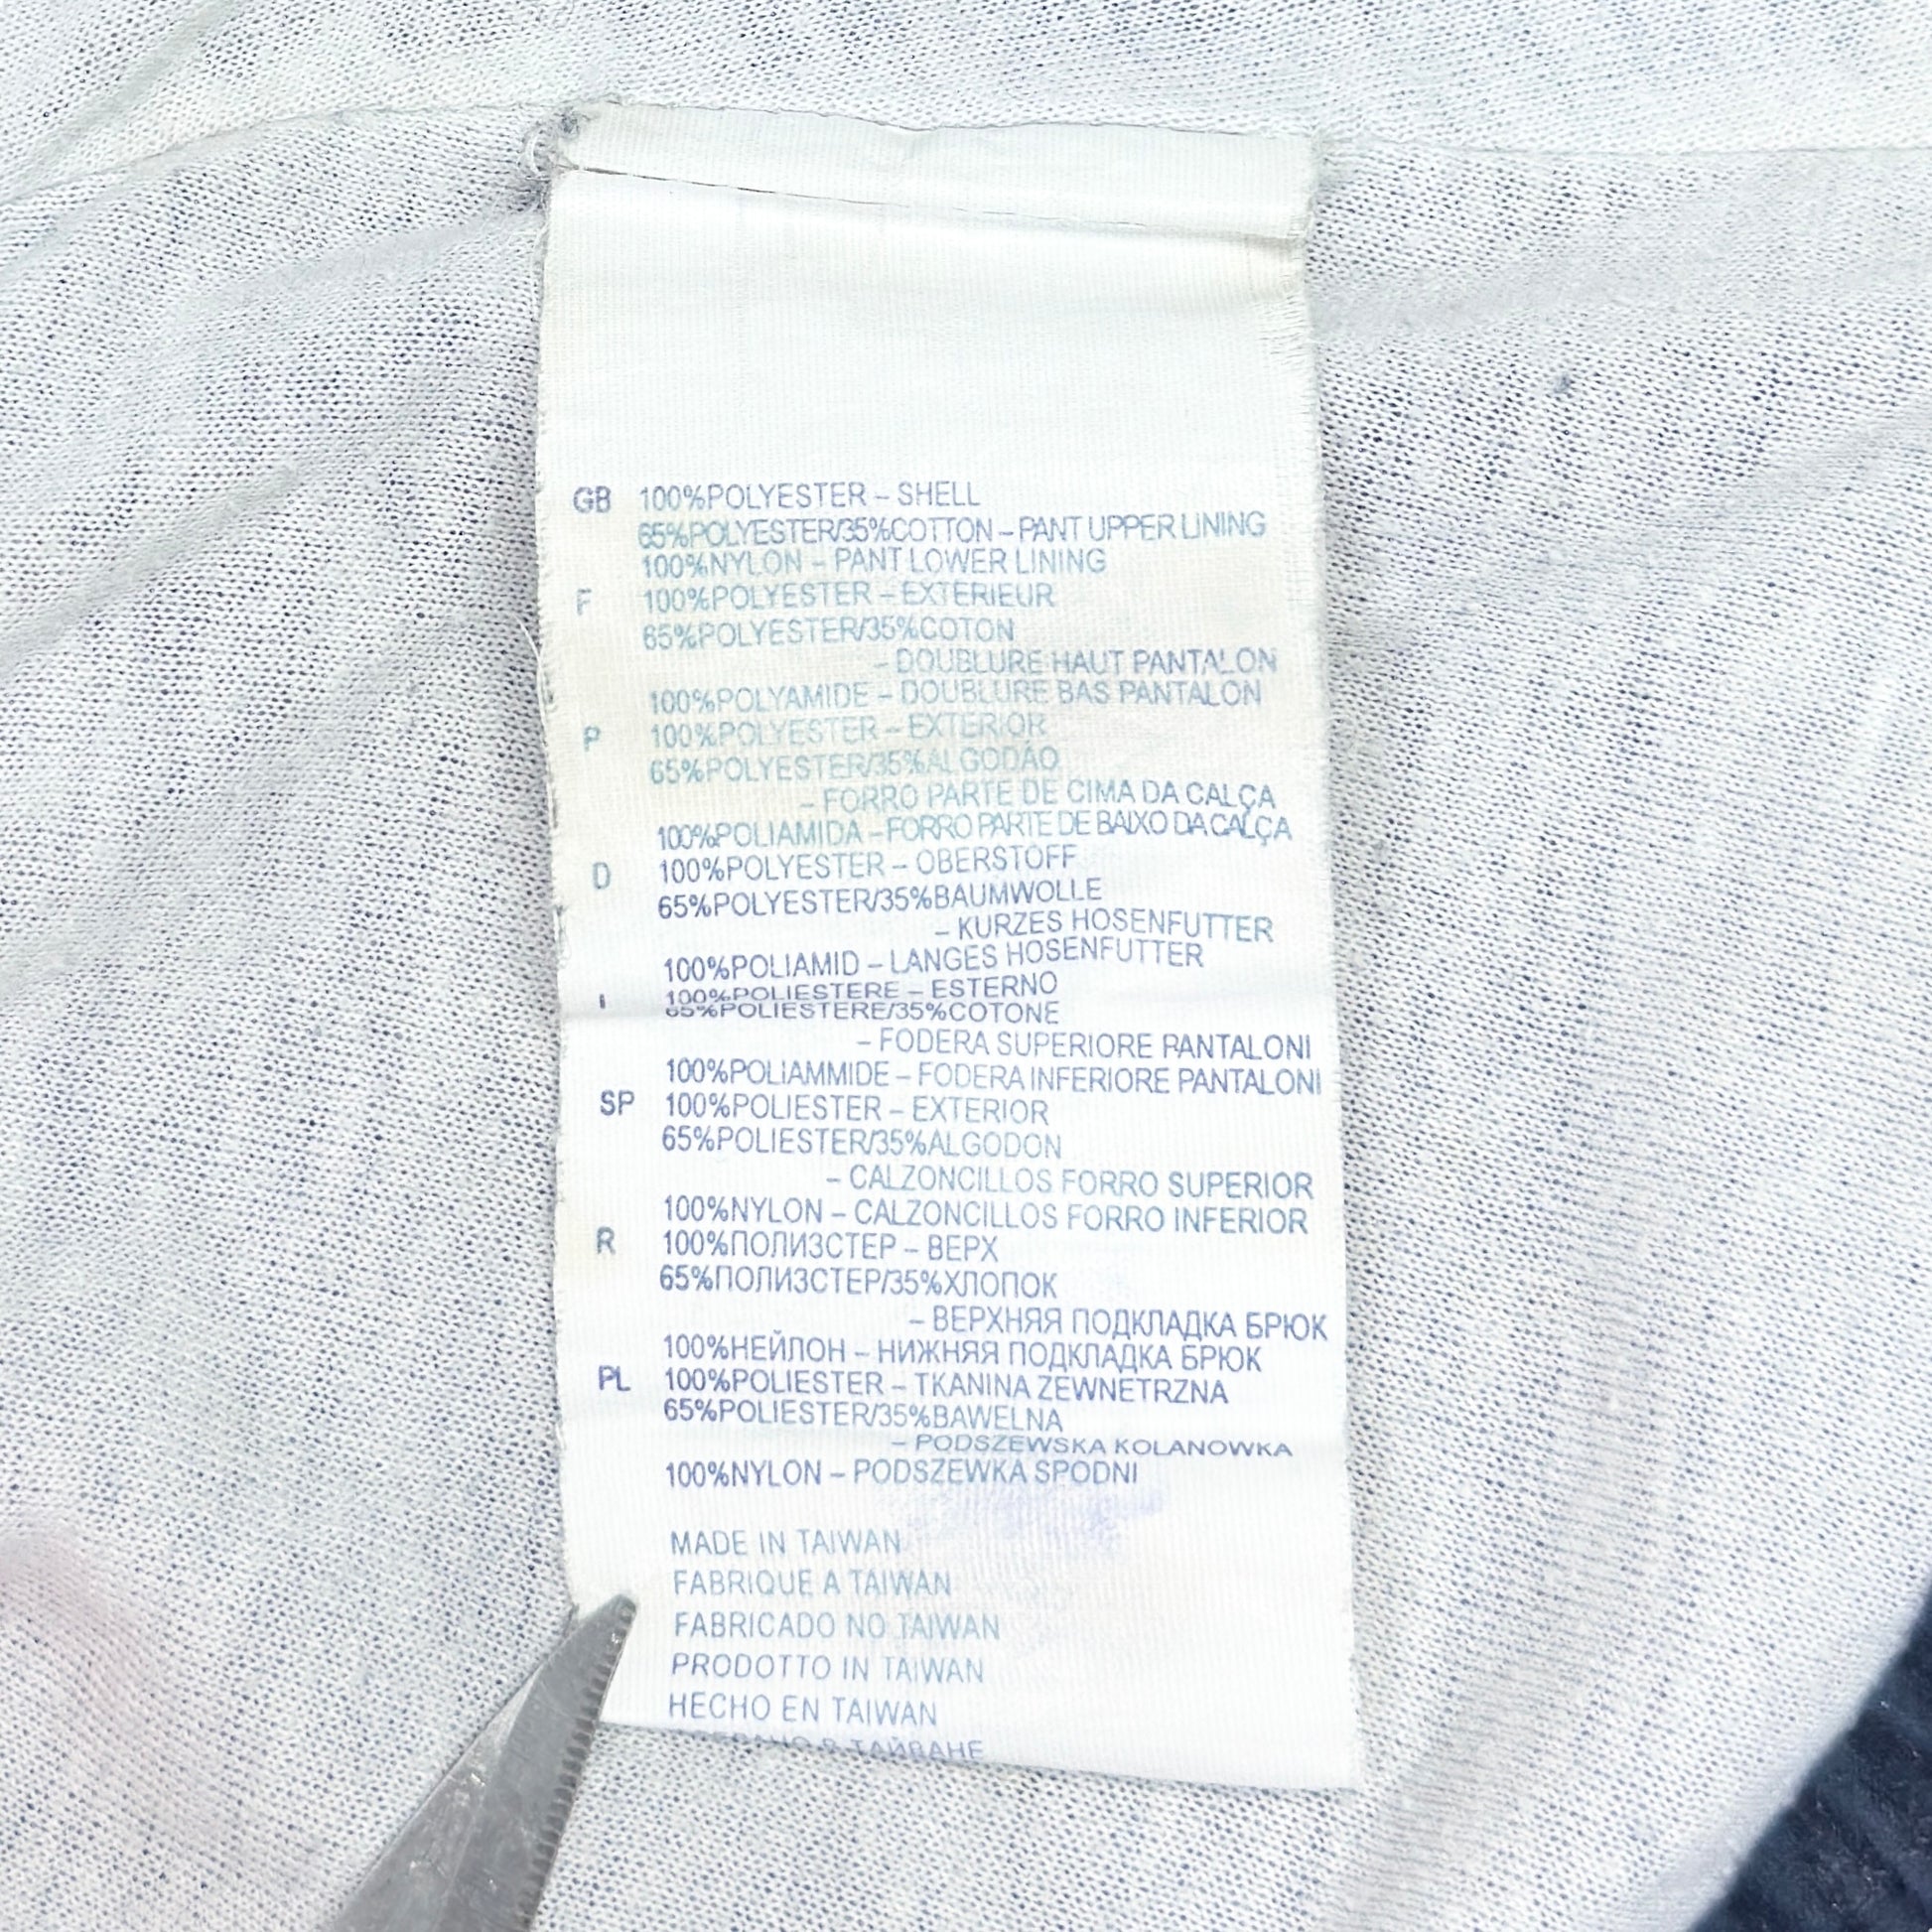 GB 100%POLYESTER – SHELL
65%POLYESTER/35%COTTON – PANT UPPER LINING
100%NYLON – PANT LOWER LINING
F 100%POLYESTER – EXTERIEUR
65%POLYESTER/35%COTON
– DOUBLURE HAUT PANTALON
100%POLYAMIDE – DOUBLURE BAS PANTALON
P 100%POLYESTER – EXTERIOR
65%POLYESTER/35%ALGODÃO
– FORRO PARTE DE CIMA DA CALÇA
100%POLIAMIDA – FORRO PARTE DE BAIXO DA CALÇA
D 100%POLYESTER – OBERSTOFF
65%POLYESTER/35%BAUMWOLLE
– KURZES HOSENFUTTER
100%POLIAMID – LANGES HOSENFUTTER
I 100%POLIESTERE – ESTERNO
65%POLIESTERE/35%COTONE
– FODERA SUPERIORE PANTALONI
100%POLIAMMIDE – FODERA INFERIORE PANTALONI
SP 100%POLIESTER – EXTERIOR
65%POLIESTER/35%ALGODON
– CALZONCILLOS FORRO SUPERIOR
100%NYLON – CALZONCILLOS FORRO INFERIOR
R 100%ПОЛИЗСТЕР – ВЕРХ
65%ПОЛИЗСТЕР/35%ХЛОПОК
– ВЕРХНЯЯ ПОДКЛАДКА БРЮК
100%НЕЙЛОН – НИЖНЯЯ ПОДКЛАДКА БРЮК
PL 100%POLIESTER – TKANINA ZEWNETRZNA
65%POLIESTER/35%BAWELNA
– PODSZEWSKA KOLANOWKA
100%NYLON – PODSZEWKA SPODNI
MADE IN TAIWAN
FABRIQUE A TAIWAN
FABRICADO NO TAIWAN
PRODOTTO IN TAIWAN
HECHO EN TAIWAN
В ТАЙВАНЕ